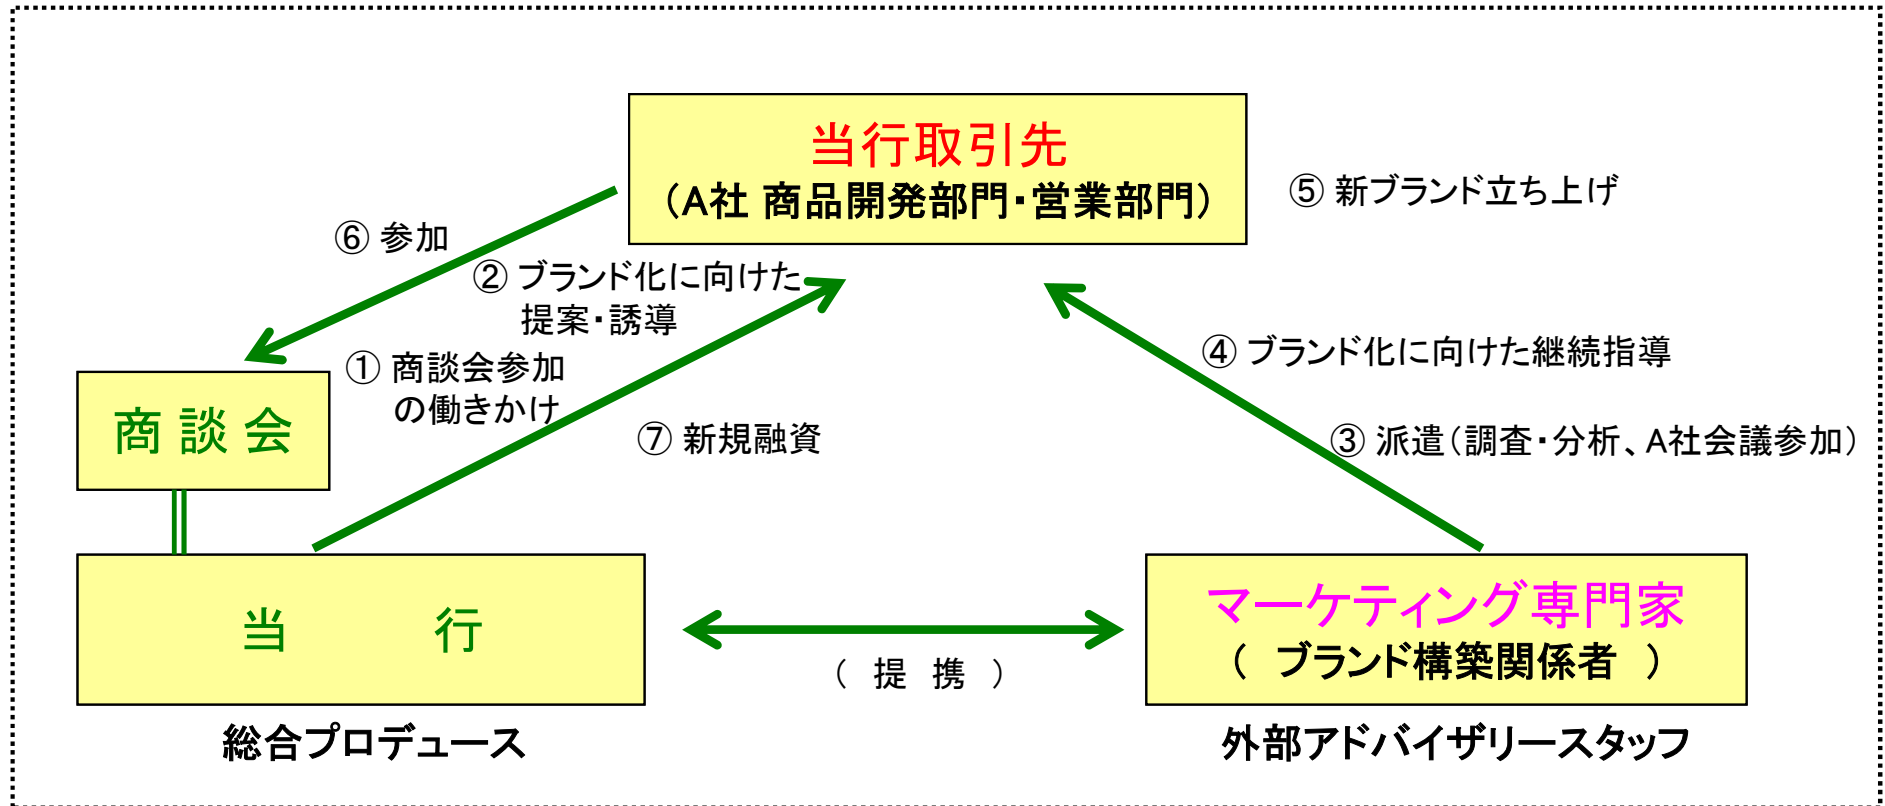 当行取引先
（A社 商品開発部門・営業部門）
⑤ 新ブランド立ち上げ
⑥ 参加
② ブランド化に向けた
提案・誘導
① 商談会参加
の働きかけ
④ ブランド化に向けた継続指導
商 談 会
⑦ 新規融資
③ 派遣（調査・分析、A社会議参加）
当 行
マーケティング専門家
（ ブランド構築関係者 ）
（ 提 携 ）
総合プロデュース
外部アドバイザリースタッフ